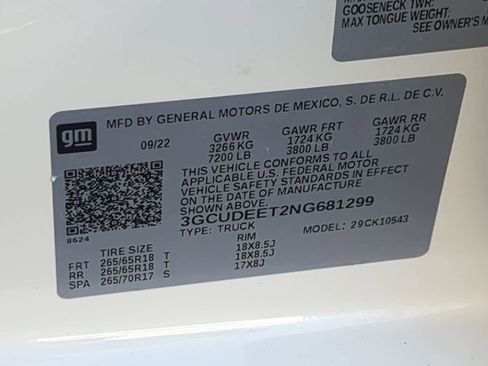 GOOSENECK TWR:
MAX TONGUE WEIGHT:
SEE OWNER'S
gm
MFD BY GENERAL MOTORS DE MEXICO, S. DE R.L. DE C.V.
09/22 GVWR GAWR FRT GAWR RR
3266 KG 1724 KG 1724 KG
7200 LB 3800 LB 3800 LB
THIS VEHICLE CONFORMS TO ALL
APPLICABLE U.S. FEDERAL MOTOR
VEHICLE SAFETY STANDARDS IN EFFECT
ON THE DATE OF MANUFACTURE
SHOWN ABOVE.
3GCUDEET2NG681299
TYPE: TRUCK MODEL: 29CK10543
8624
TIRE SIZE RIM
FRT 265/65R18 T 18X8.5J
RR 265/65R18 T 18X8.5J
SPA 265/70R17 S 17X8J